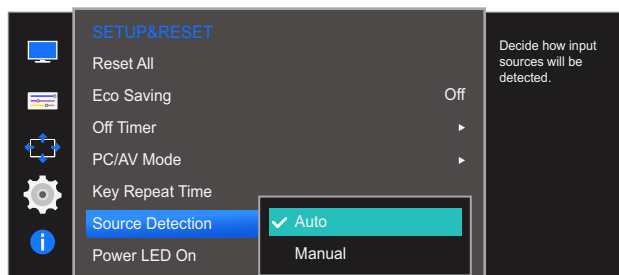 SETUP&RESET
Reset All
Eco Saving Off
Off Timer
PC/AV Mode
Key Repeat Time
Source Detection
Auto
Power LED On
Manual
Decide how input
sources will be
detected.